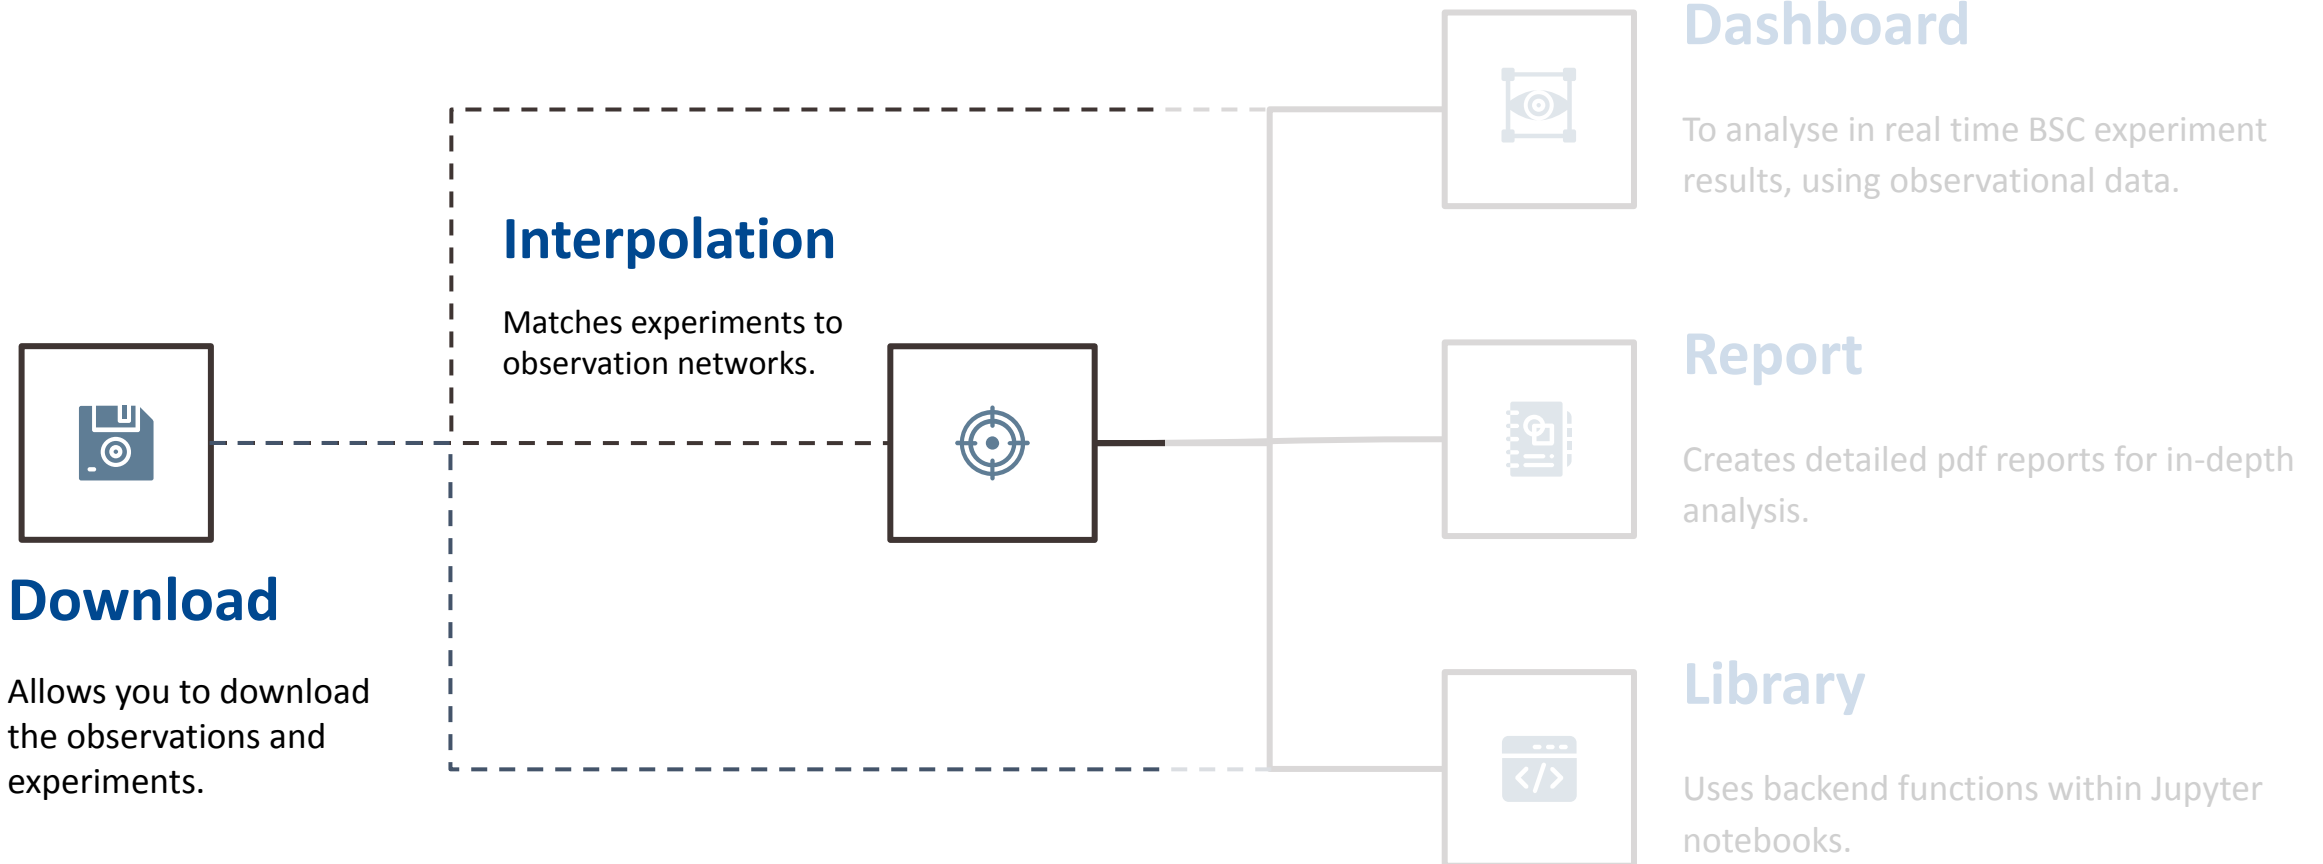 Download
Allows you to download
the observations and
experiments.
Interpolation
Matches experiments to
observation networks.
Dashboard
To analyse in real time BSC experiment
results, using observational data.
Report
Creates detailed pdf reports for in-depth
analysis.
Library
Uses backend functions within Jupyter
notebooks.